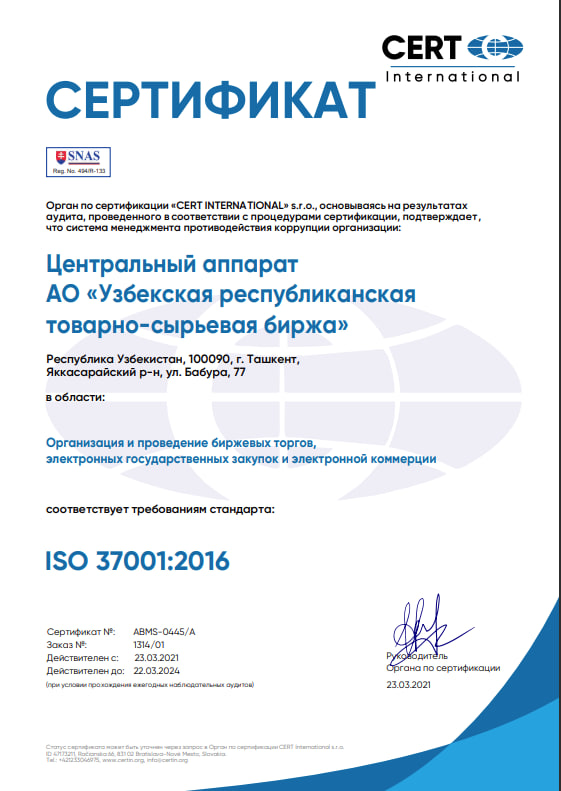 CERT
International
СЕРТИФИКАТ
SNAS
Reg. No. 494/R-133
Орган по сертификации «CERT INTERNATIONAL» s.r.o., основываясь на результатах
аудита, проведенного в соответствии с процедурами сертификации, подтверждает,
что система менеджмента противодействия коррупции организации:
Центральный аппарат
АО «Узбекская республиканская
товарно-сырьевая биржа»
Республика Узбекистан, 100090, г. Ташкент,
Яккасарайский р-н, ул. Бабура, 77
в области:
Организация и проведение биржевых торгов,
электронных государственных закупок и электронной коммерции
соответствует требованиям стандарта:
ISO 37001:2016
Сертификат №: ABMS-0445/A
Заказ №: 1314/01
Действителен с: 23.03.2021
Действителен до: 22.03.2024
(при условии прохождения ежегодных наблюдательных аудитов)
Руководитель
Органа по сертификации
23.03.2021
Статус сертификата может быть уточнен через запрос в Орган по сертификации CERT International s.r.o.
ID 47173211, Račianska 66, 831 02 Bratislava-Nové Mesto, Slovakia.
Tel.: +421233046975, www.certin.org, info@certin.org